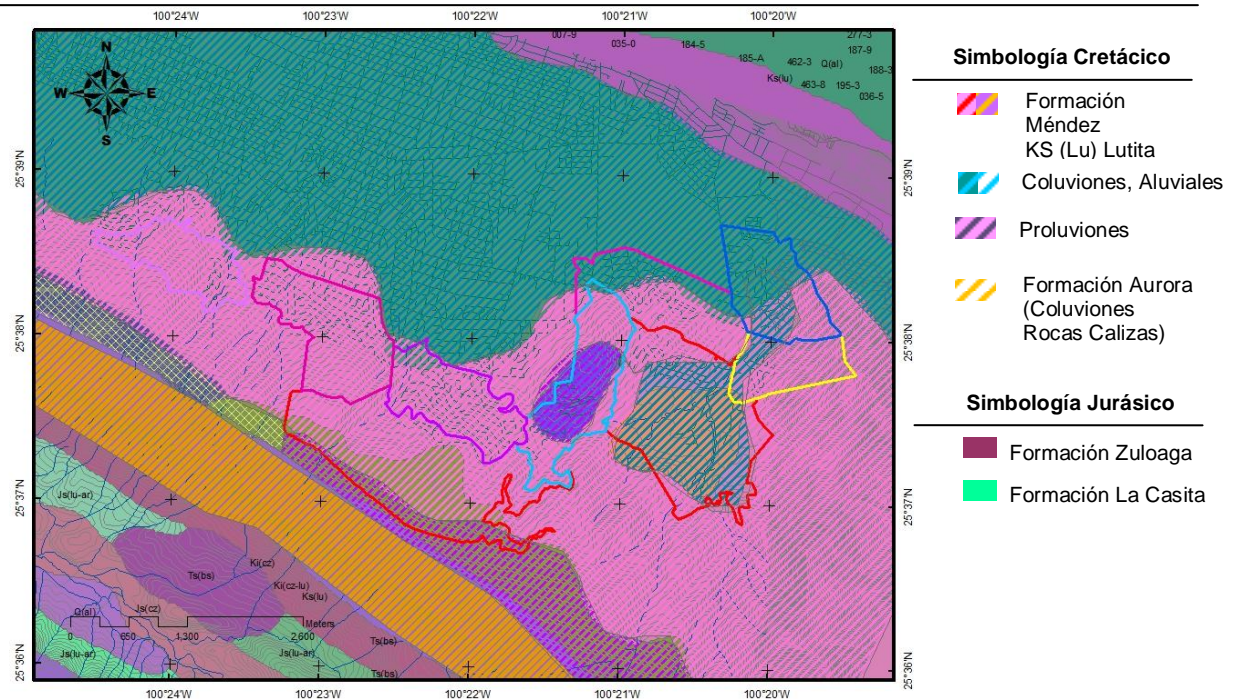 100°24'W 100°23'W 100°22'W 100°21'W 100°20'W
N
W E
S
007-9
035-0
184-5
185-A
277-3
187-9
462-3
Q(al)
188-3
Ks(lu)
463-8
195-3
036-5
25°39'N
25°39'N
25°38'N
25°38'N
25°37'N
25°37'N
25°36'N
25°36'N
Js(lu-ar)
Ts(bs)
Ki(cz)
Ki(cz-lu)
Ks(lu)
Q(al)
Js(cz)
Meters
0 650 1,300 2,600
Js(lu-ar)
Js(lu-ar)
Ts(bs)
Ts(bs)
100°24'W 100°23'W 100°22'W 100°21'W 100°20'W
Simbología Cretácico
Formación
Méndez
KS (Lu) Lutita
Coluviones, Aluviales
Proluviones
Formación Aurora
(Coluviones
Rocas Calizas)
Simbología Jurásico
Formación Zuloaga
Formación La Casita